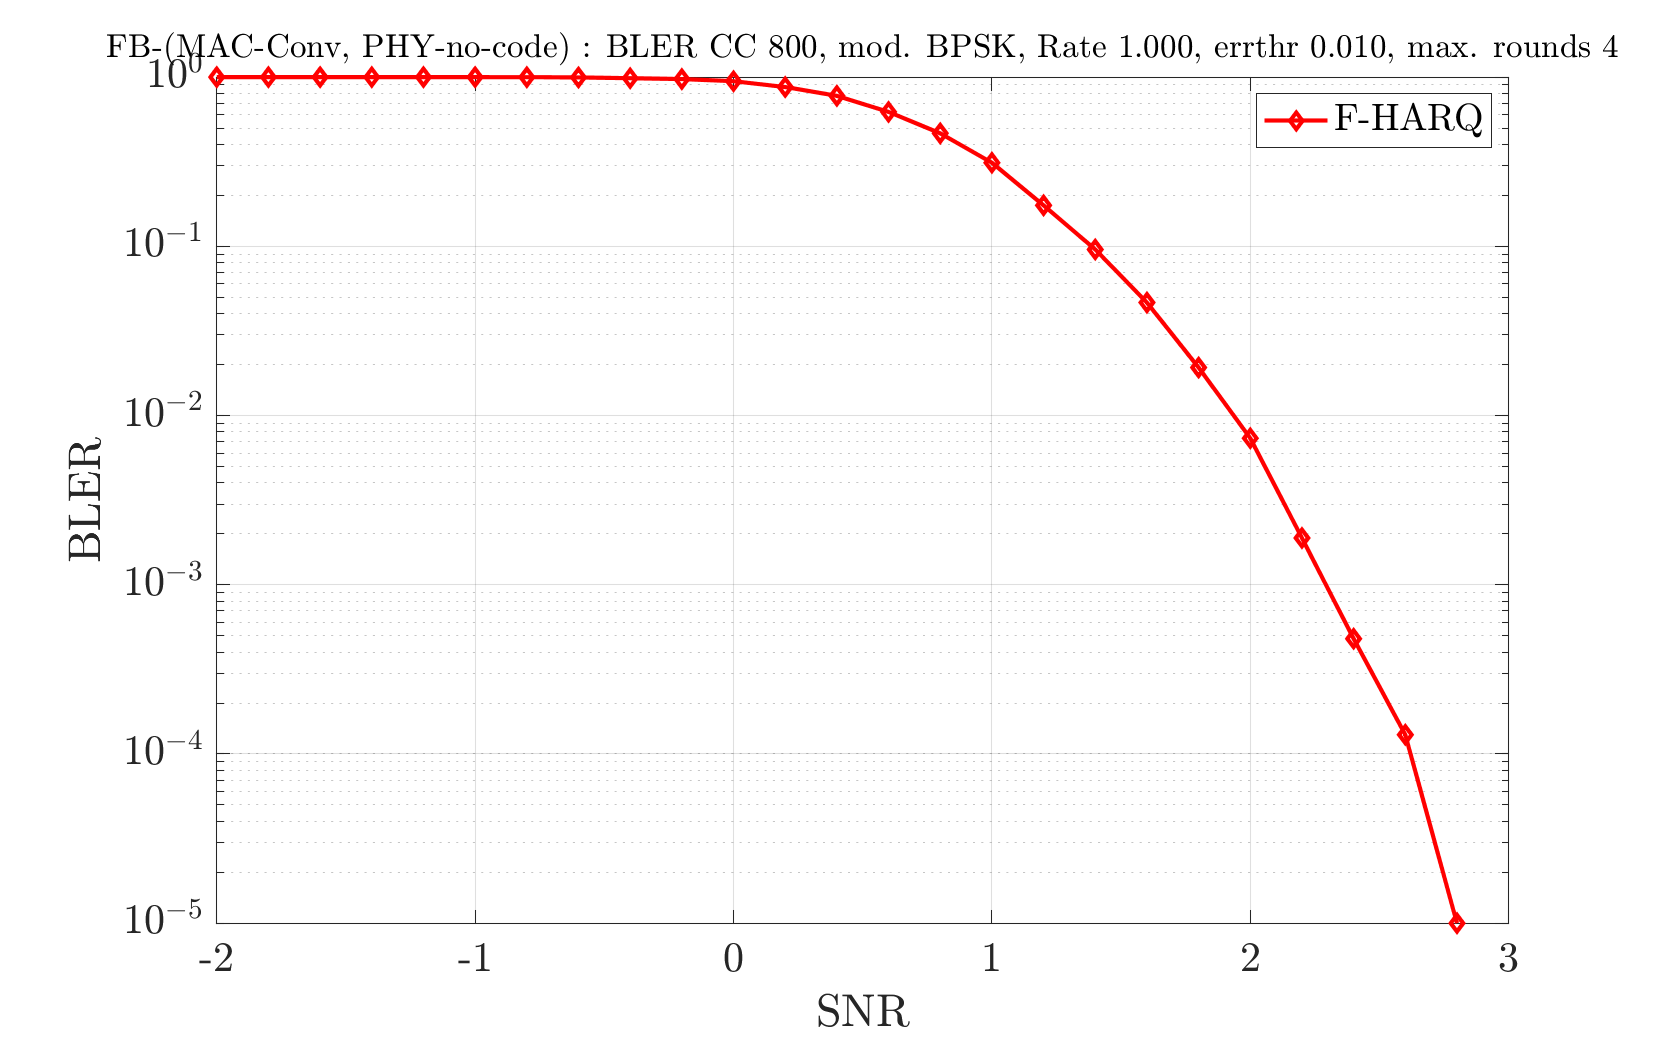 FB-(MAC-Conv, PHY-no-code) : BLER CC 800, mod. BPSK, Rate 1.000, errthr 0.010, max. rounds 4
10⁰
F-HARQ
10⁻¹
10⁻²
BLER
10⁻³
10⁻⁴
10⁻⁵
-2 -1 0 1 2 3
SNR